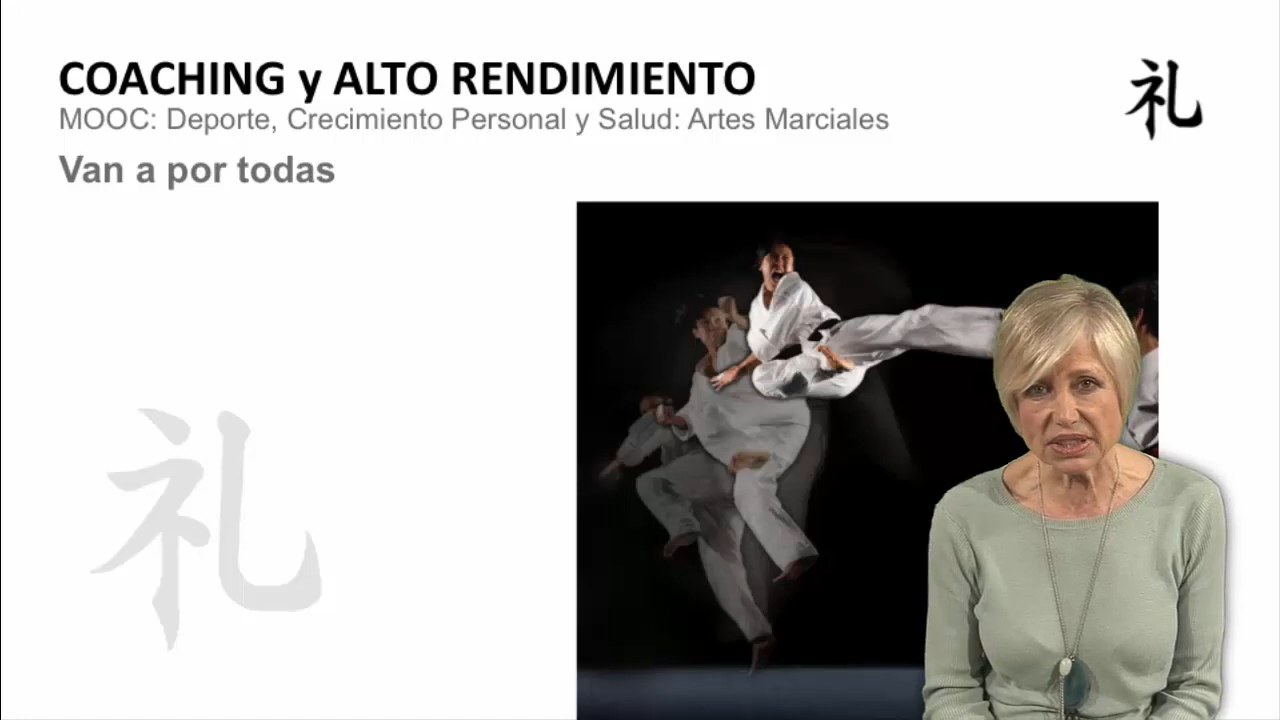 COACHING y ALTO RENDIMIENTO
礼
MOOC: Deporte, Crecimiento Personal y Salud: Artes Marciales
Van a por todas
礼